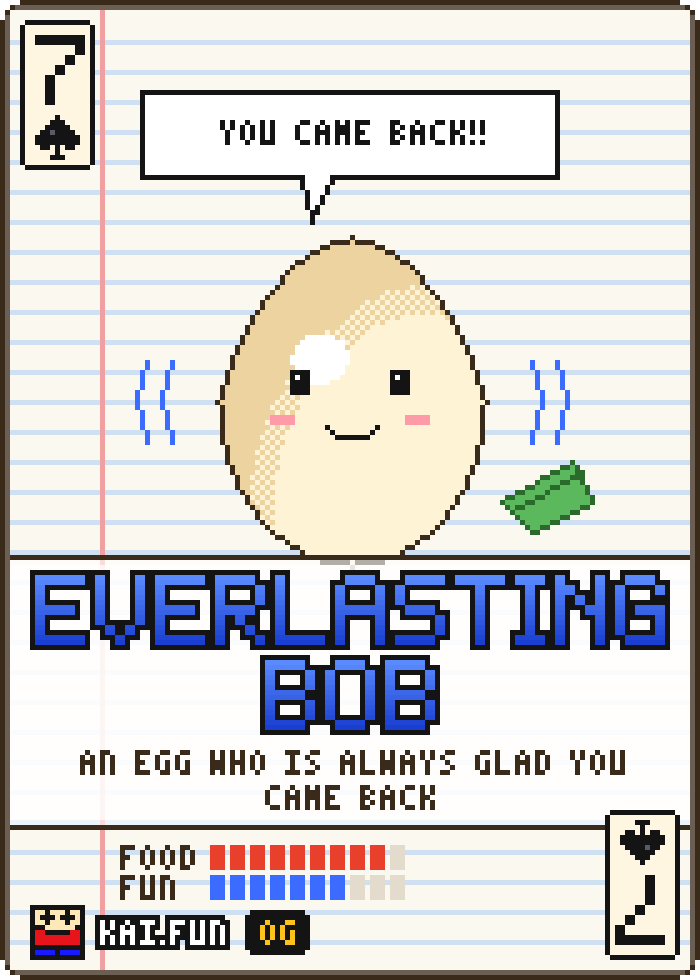 7
YOU CAME BACK!!
EVERLASTING
BOB
AN EGG WHO IS ALWAYS GLAD YOU
CAME BACK
FOOD
FUN
KAI.FUN OG
7